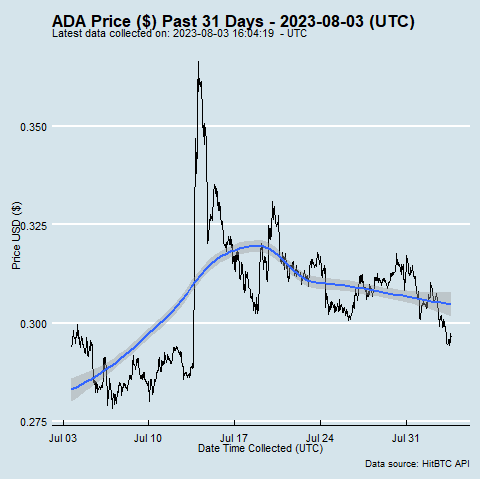 ADA Price ($) Past 31 Days - 2023-08-03 (UTC)
Latest data collected on: 2023-08-03 16:04:19 - UTC
0.350
0.325
0.300
0.275
Price USD ($)
Jul 03 Jul 10 Jul 17 Jul 24 Jul 31
Date Time Collected (UTC)
Data source: HitBTC API